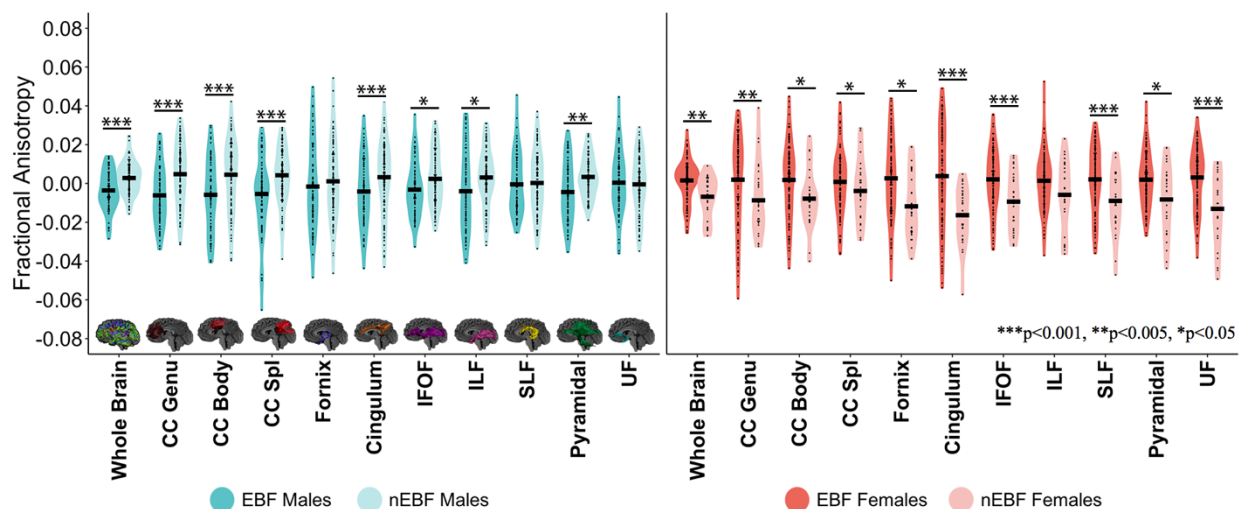 Fractional Anisotropy
0.08
0.06
0.04
0.02
0.00
-0.02
-0.04
-0.06
-0.08
***
***
***
***
***
*
*
**
**
**
*
*
*
***
***
***
*
***
***p<0.001, **p<0.005, *p<0.05
Whole Brain
CC Genu
CC Body
CC Spl
Fornix
Cingulum
IFOF
ILF
SLF
Pyramidal
UF
Whole Brain
CC Genu
CC Body
CC Spl
Fornix
Cingulum
IFOF
ILF
SLF
Pyramidal
UF
EBF Males
nEBF Males
EBF Females
nEBF Females